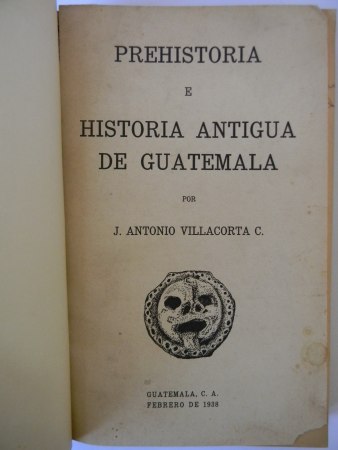 PREHISTORIA
E
HISTORIA ANTIGUA
DE GUATEMALA
POR
J. ANTONIO VILLACORTA C.
GUATEMALA, C. A.
FEBRERO DE 1938